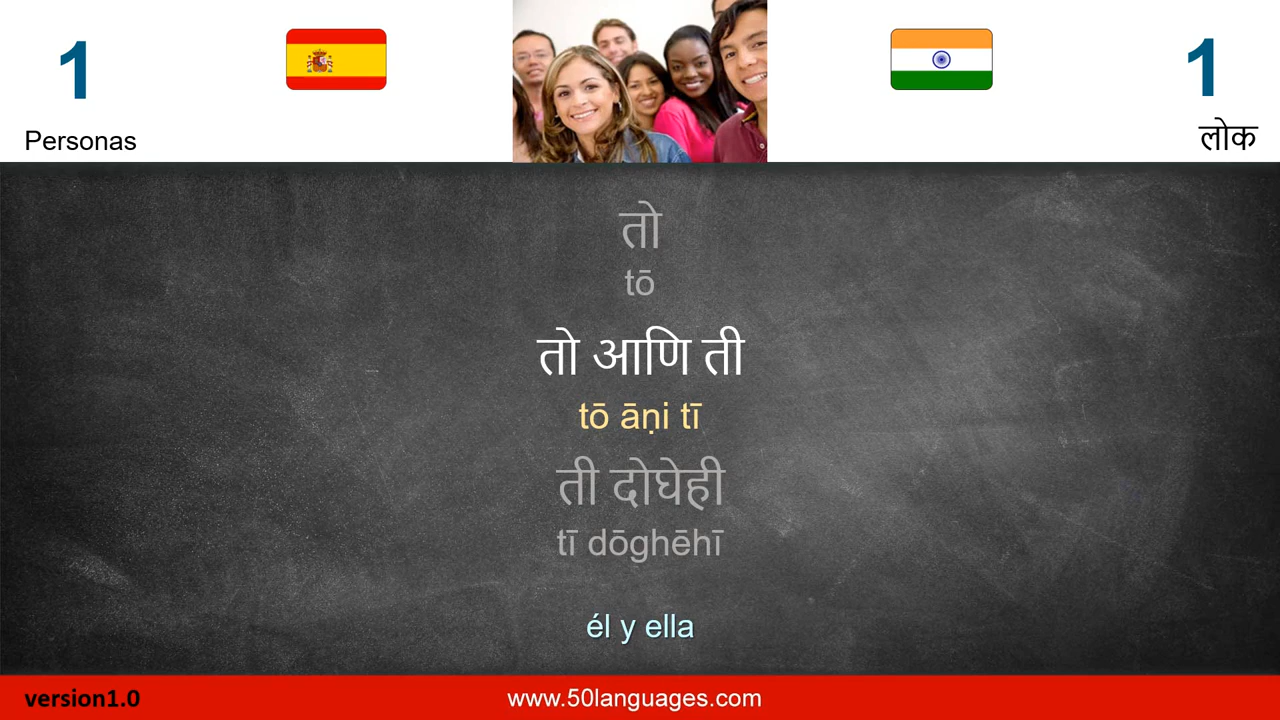 1
1
Personas
लोक
तो
tō
तो आणि ती
tō āṇi tī
ती दोघेही
tī dōghēhī
él y ella
version1.0
www.50languages.com